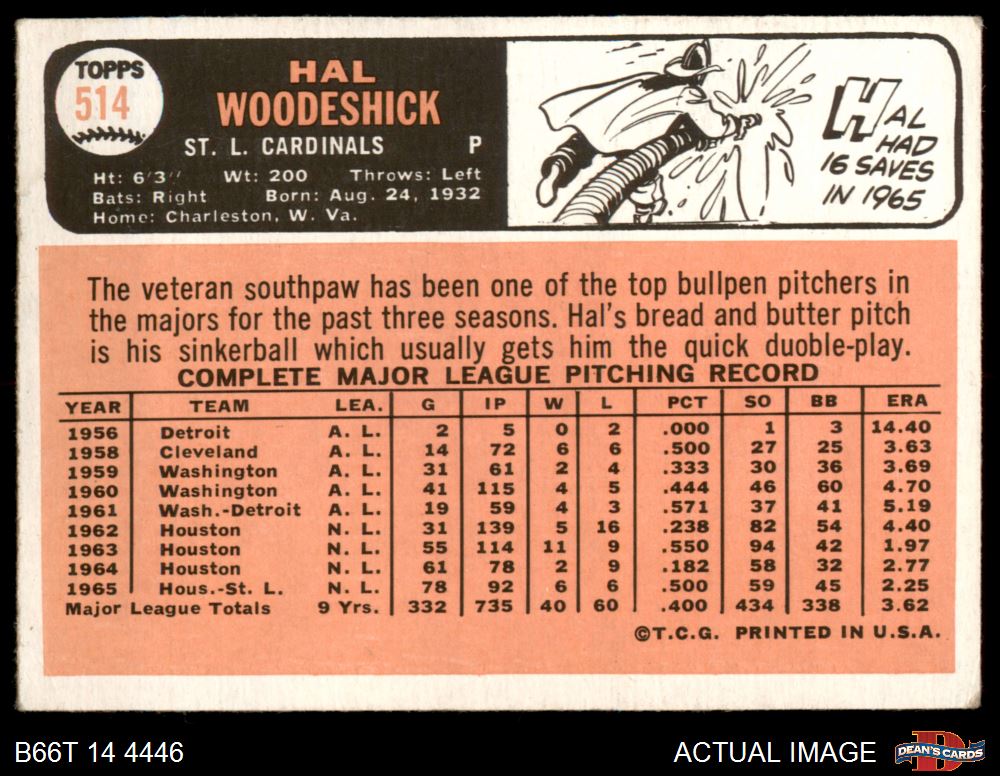 TOPPS
514
HAL
WOODESHICK
ST. L. CARDINALS P
Ht: 6'3" Wt: 200 Throws: Left
Bats: Right Born: Aug. 24, 1932
Home: Charleston, W. Va.
HAL
HAD
16 SAVES
IN 1965
The veteran southpaw has been one of the top bullpen pitchers in
the majors for the past three seasons. Hal's bread and butter pitch
is his sinkerball which usually gets him the quick duoble-play.
COMPLETE MAJOR LEAGUE PITCHING RECORD
YEAR TEAM LEA. G IP W L PCT SO BB ERA
1956 Detroit A. L. 2 5 0 2 .000 1 3 14.40
1958 Cleveland A. L. 14 72 6 6 .500 27 25 3.63
1959 Washington A. L. 31 61 2 4 .333 30 36 3.69
1960 Washington A. L. 41 115 4 5 .444 46 60 4.70
1961 Wash.-Detroit A. L. 19 59 4 3 .571 37 41 5.19
1962 Houston N. L. 31 139 5 16 .238 82 54 4.40
1963 Houston N. L. 55 114 11 9 .550 94 42 1.97
1964 Houston N. L. 61 78 2 9 .182 58 32 2.77
1965 Hous.-St. L. N. L. 78 92 6 6 .500 59 45 2.25
Major League Totals 9 Yrs. 332 735 40 60 .400 434 338 3.62
©T.C.G. PRINTED IN U.S.A.
B66T 14 4446 ACTUAL IMAGE DEAN'S CARDS